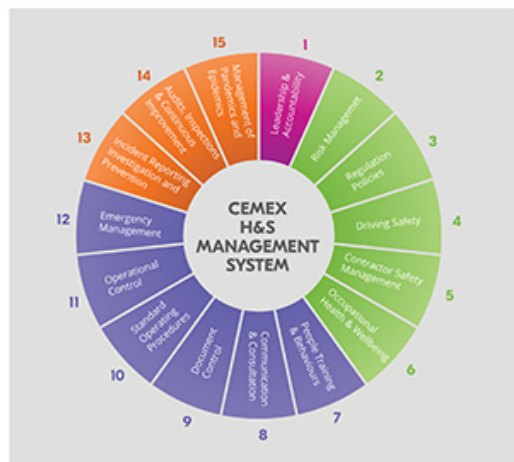 CEMEX
H&S
MANAGEMENT
SYSTEM
1
Leadership &
Accountability
2
Risk Managemet
3
Regulation
Policies
4
Driving Safety
5
Contractor Safety
Management
6
Occupational
Health & Wellbeing
7
People Training
& Behaviours
8
Communication
& Consultation
9
Document
Control
10
Standard
Operating
Procedures
11
Operational
Control
12
Emergency
Management
13
Incident Reporting
Investigation and
Prevention
14
Audits, Inspections
& Continuous
Improvement
15
Management of
Pandemics and
Epidemics